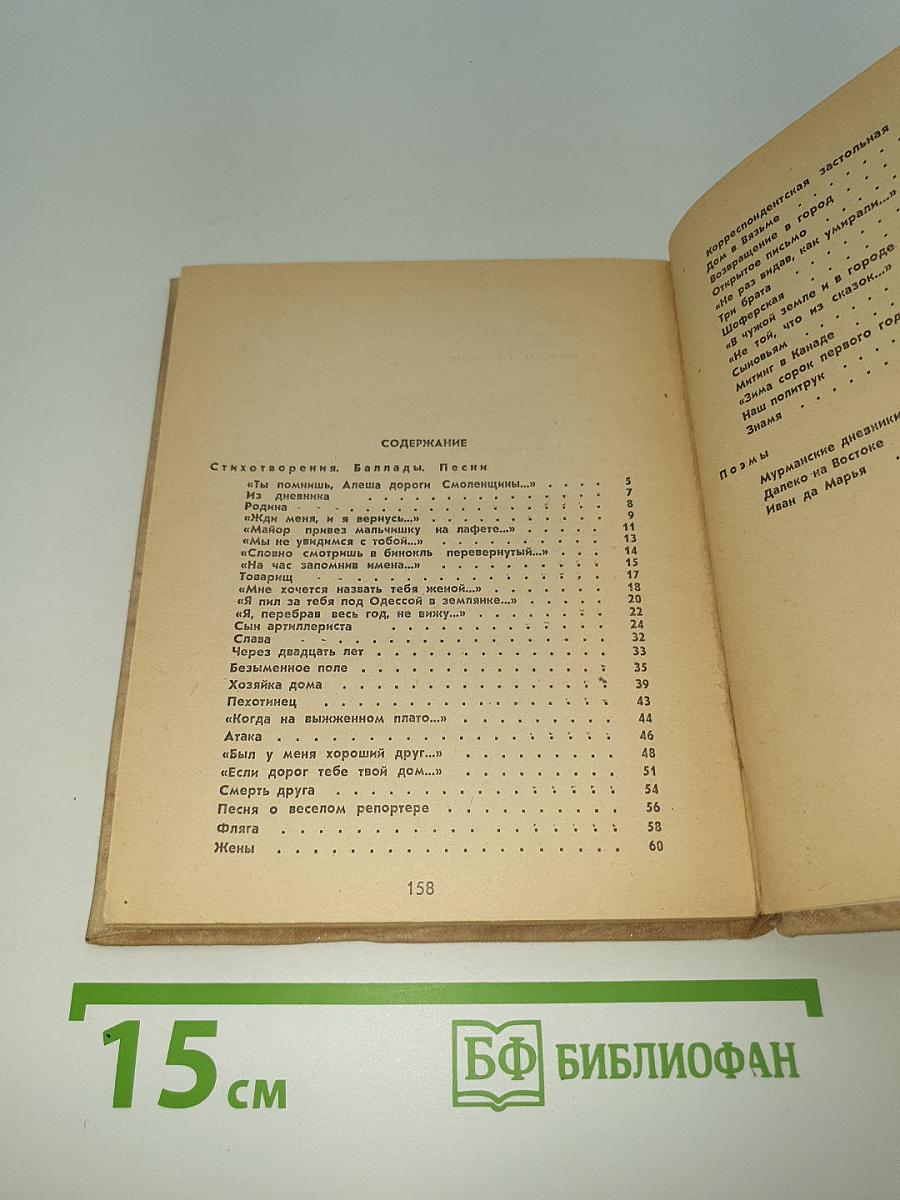 СОДЕРЖАНИЕ
Стихотворения. Баллады. Песни
«Ты помнишь, Алеша дороги Смоленщины...» . . . . 5
Из дневника . . . . . . . . . . . . . 7
Родина - - . . . . . . . . . . . . . 8
«Жди меня, и я вернусь...» . . . . . . . . . . 9
«Майор привез мальчишку на лафете...» . . . . . . 11
«Мы не увидимся с тобой...» . . . . . . . . . . 13
«Словно смотришь в бинокль перевернутый...» . . . 14
«На час запомнив имена...» . . . . . . . . . 15
Товарищ - - . . . . . . . . . . . . . 17
«Мне хочется назвать тебя женой...» . . . . . . . 18
«Я пил за тебя под Одессой в землянке...» . . . . . 20
«Я, перебрав весь год, не вижу...» . . . . . . . . 22
Сын артиллериста . . . . . . . . . . . . 24
Слава - - . . . . . . . . . . . . . . 32
Через двадцать лет . . . . . . . . . . . . . 33
Безыменное поле . . . . . . . . . . . . . . 35
Хозяйка дома . . . . . . . . . . . . . . . 39
Пехотинец . . . . . . . . . . . . . . . . 43
«Когда на выжженном плато...» . . . . . . . . . 44
Атака . . . . . . . . . . . . . . . . . . 46
«Был у меня хороший друг...» . . . . . . . . . 48
«Если дорог тебе твой дом...» . . . . . . . . . 51
Смерть друга . . . . . . . . . . . . . . . 54
Песня о веселом репортере . . . . . . . . . . 56
Фляга . . . . . . . . . . . . . . . . . 58
Жены . . . . . . . . . . . . . . . . . . 60
158
Корреспондентская застольная
Дом в Вязьме . . . . .
Возвращение в город . . . .
Открытое письмо . . . . .
«Не раз видав, как умирали...»
Три брата . . . . . .
Шоферская . . . . . .
«В чужой земле и в городе
«Не той, что из сказок...»
Сыновьям . . . . . .
Митинг в Канаде . . . .
«Зима сорок первого год
Наш политрук . . . .
Знамя . . . . . .
Поэмы
Мурманские дневники
Далеко на Востоке .
Иван да Марья .
15 см
БФ БИБЛИОФАН